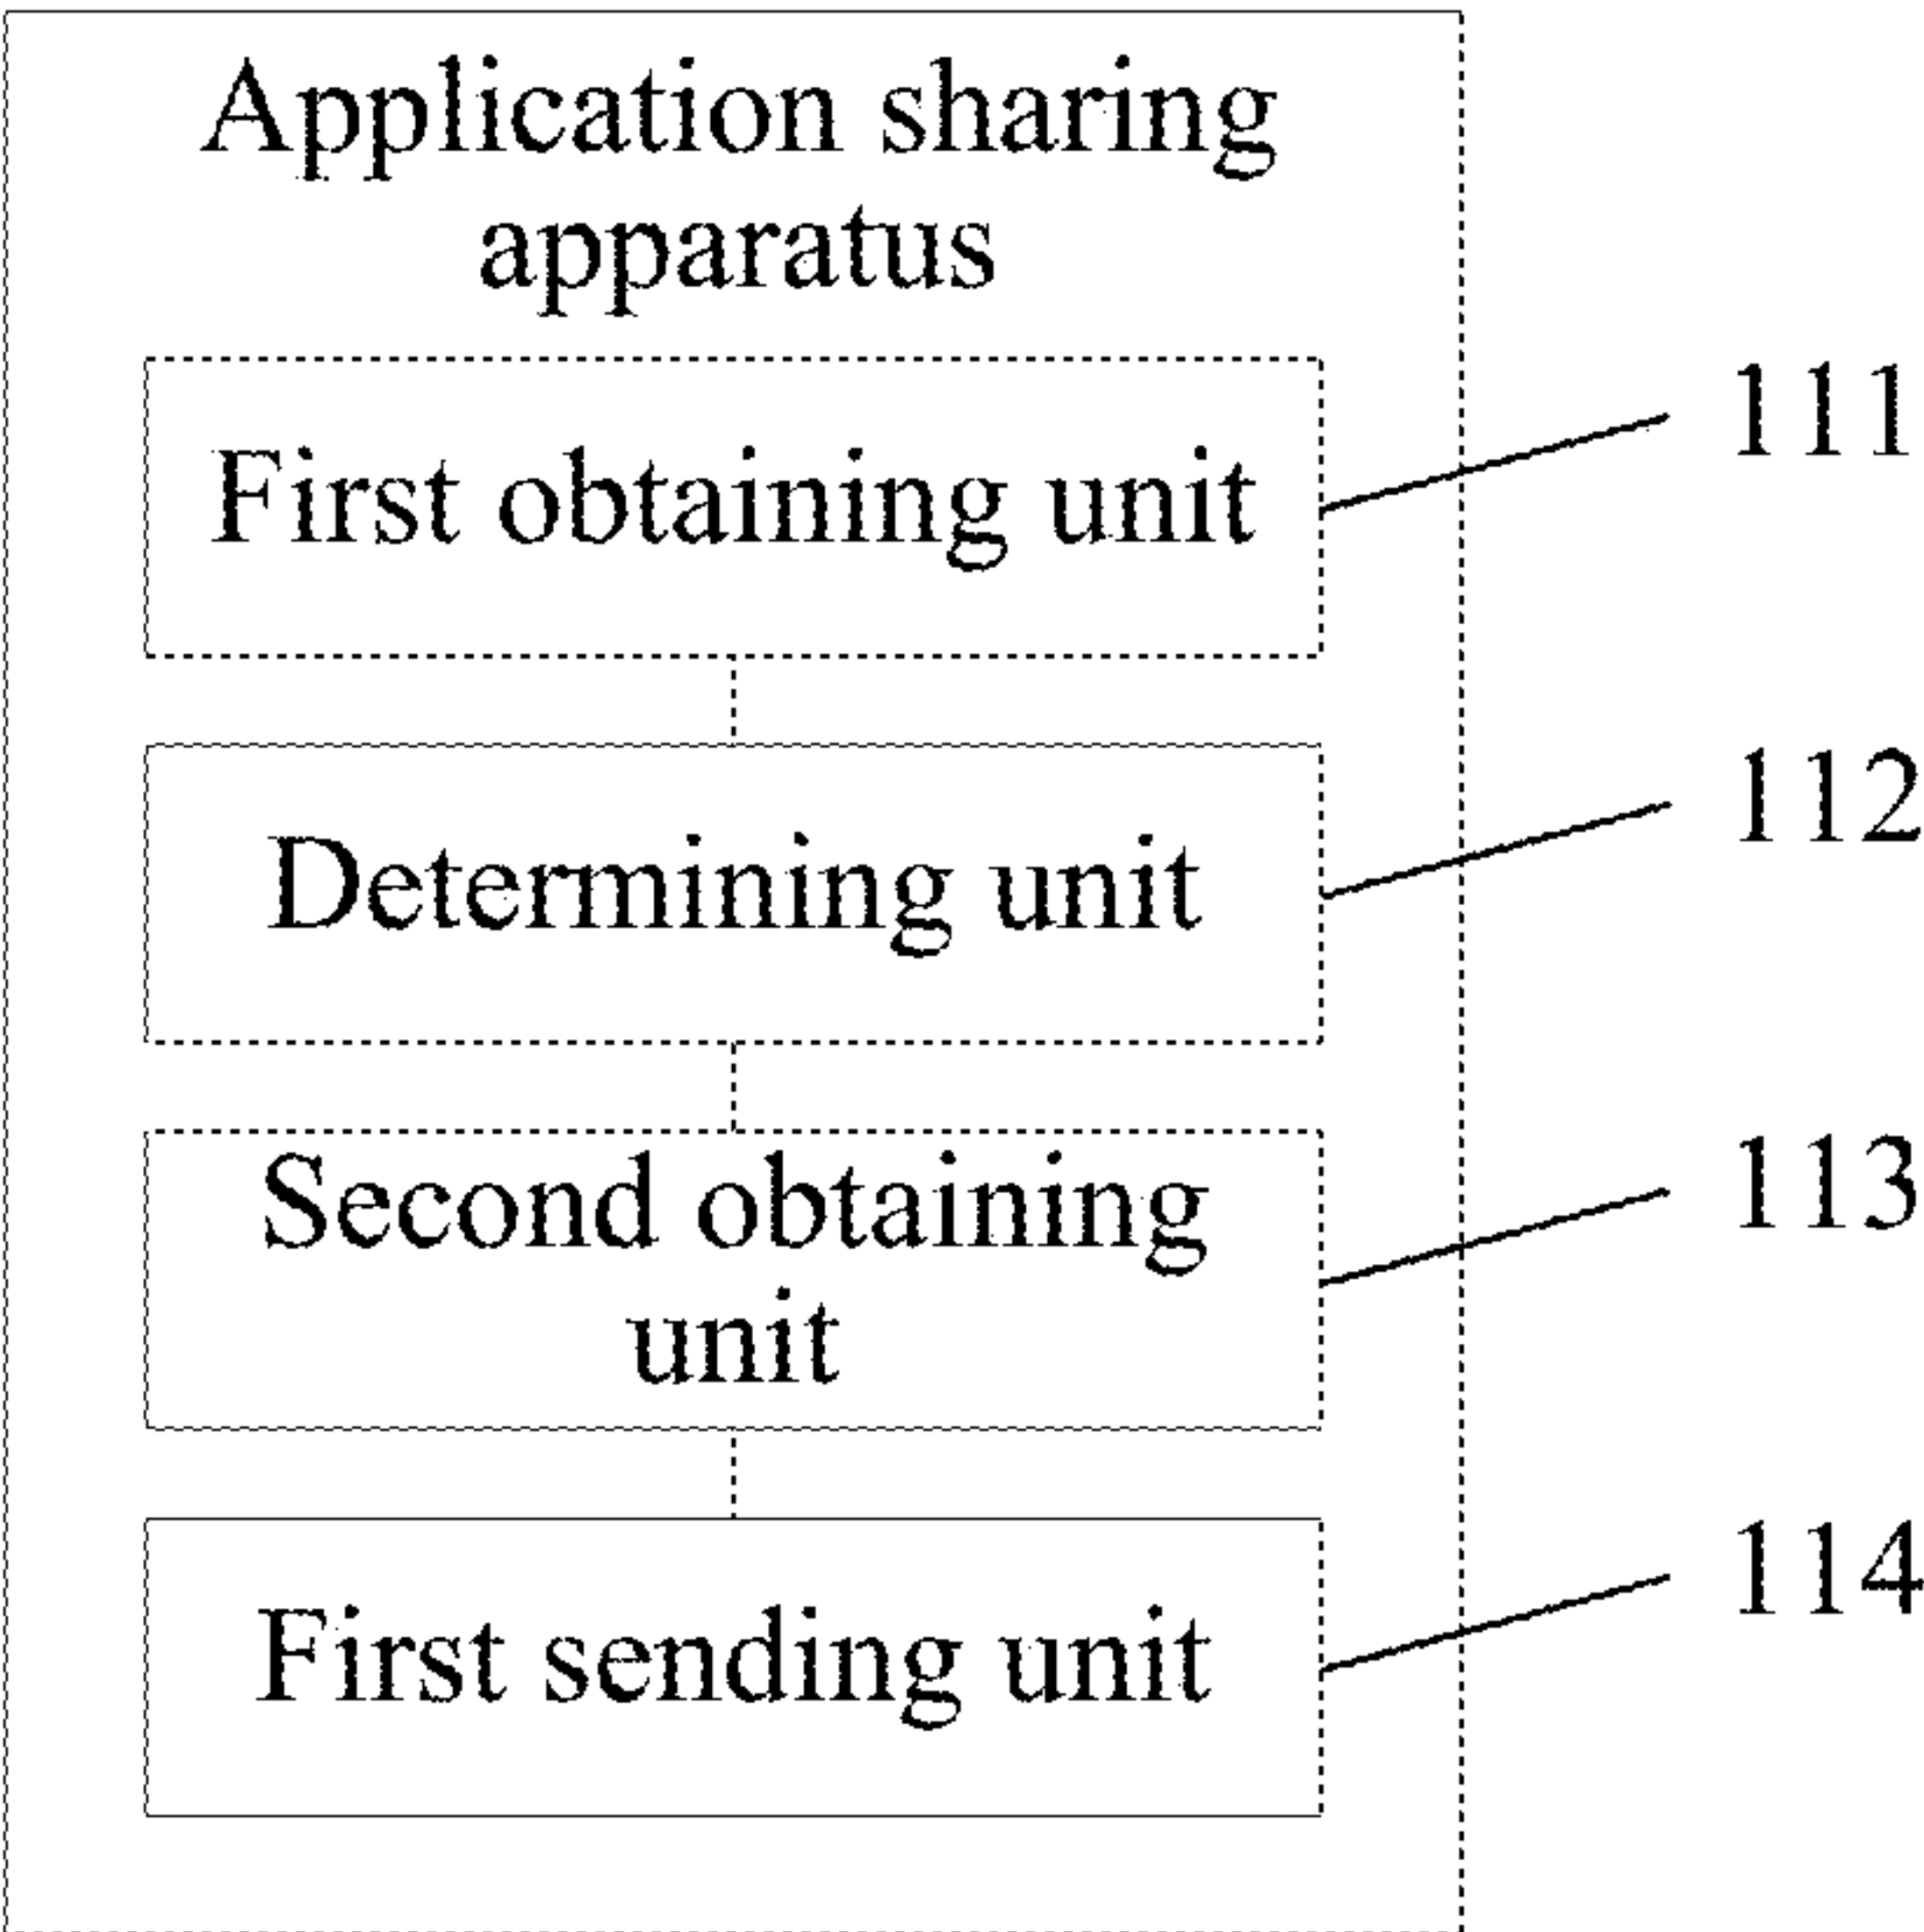 Application sharing
apparatus
First obtaining unit
111
Determining unit
112
Second obtaining
unit
113
First sending unit
114